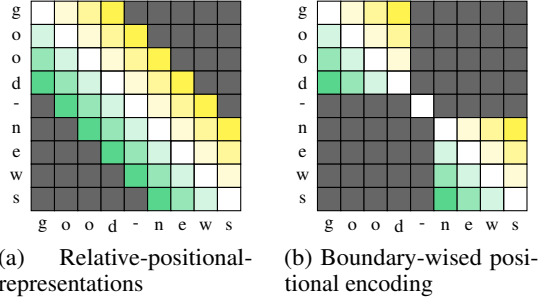 g
o
o
d
-
n
e
w
s
g o o d - n e w s
(a) Relative-positional-
representations
g
o
o
d
-
n
e
w
s
g o o d - n e w s
(b) Boundary-wised posi-
tional encoding